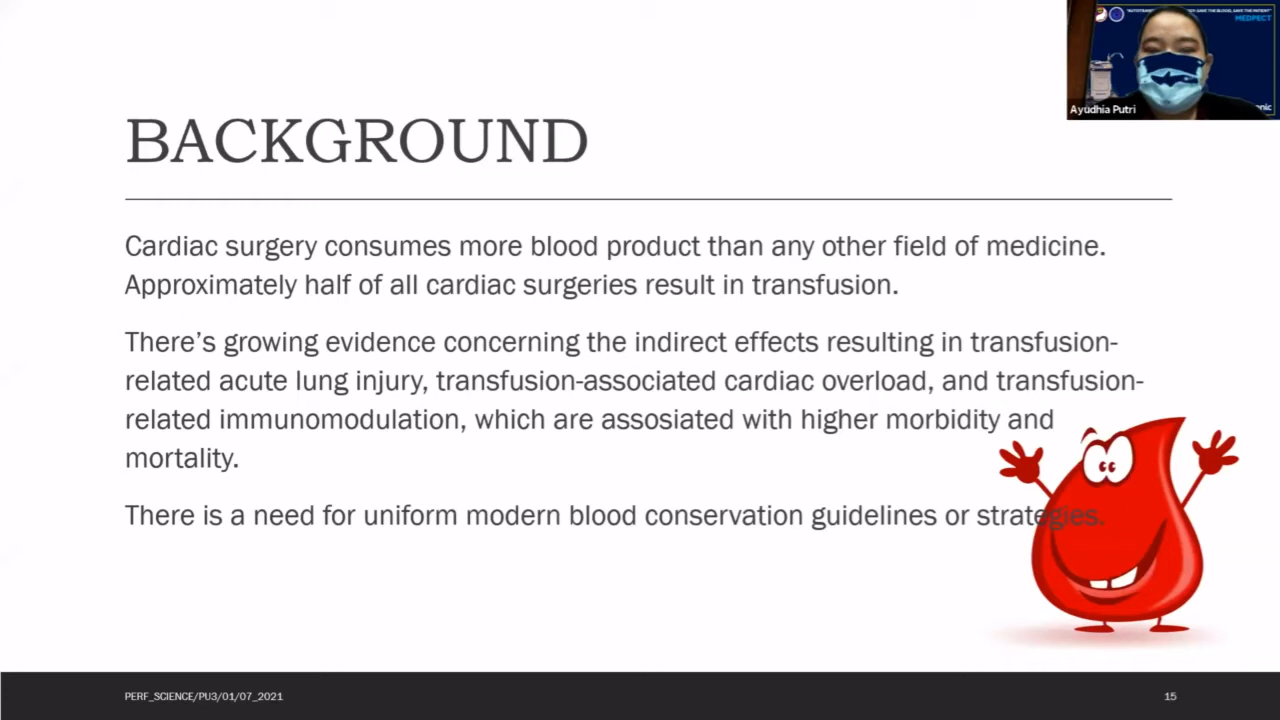 MEDPECT
Ayudhia Putri
BACKGROUND
Cardiac surgery consumes more blood product than any other field of medicine.
Approximately half of all cardiac surgeries result in transfusion.
There’s growing evidence concerning the indirect effects resulting in transfusion-
related acute lung injury, transfusion-associated cardiac overload, and transfusion-
related immunomodulation, which are assosiated with higher morbidity and
mortality.
There is a need for uniform modern blood conservation guidelines or strategies.
PERF_SCIENCE/PU3/01/07_2021
15